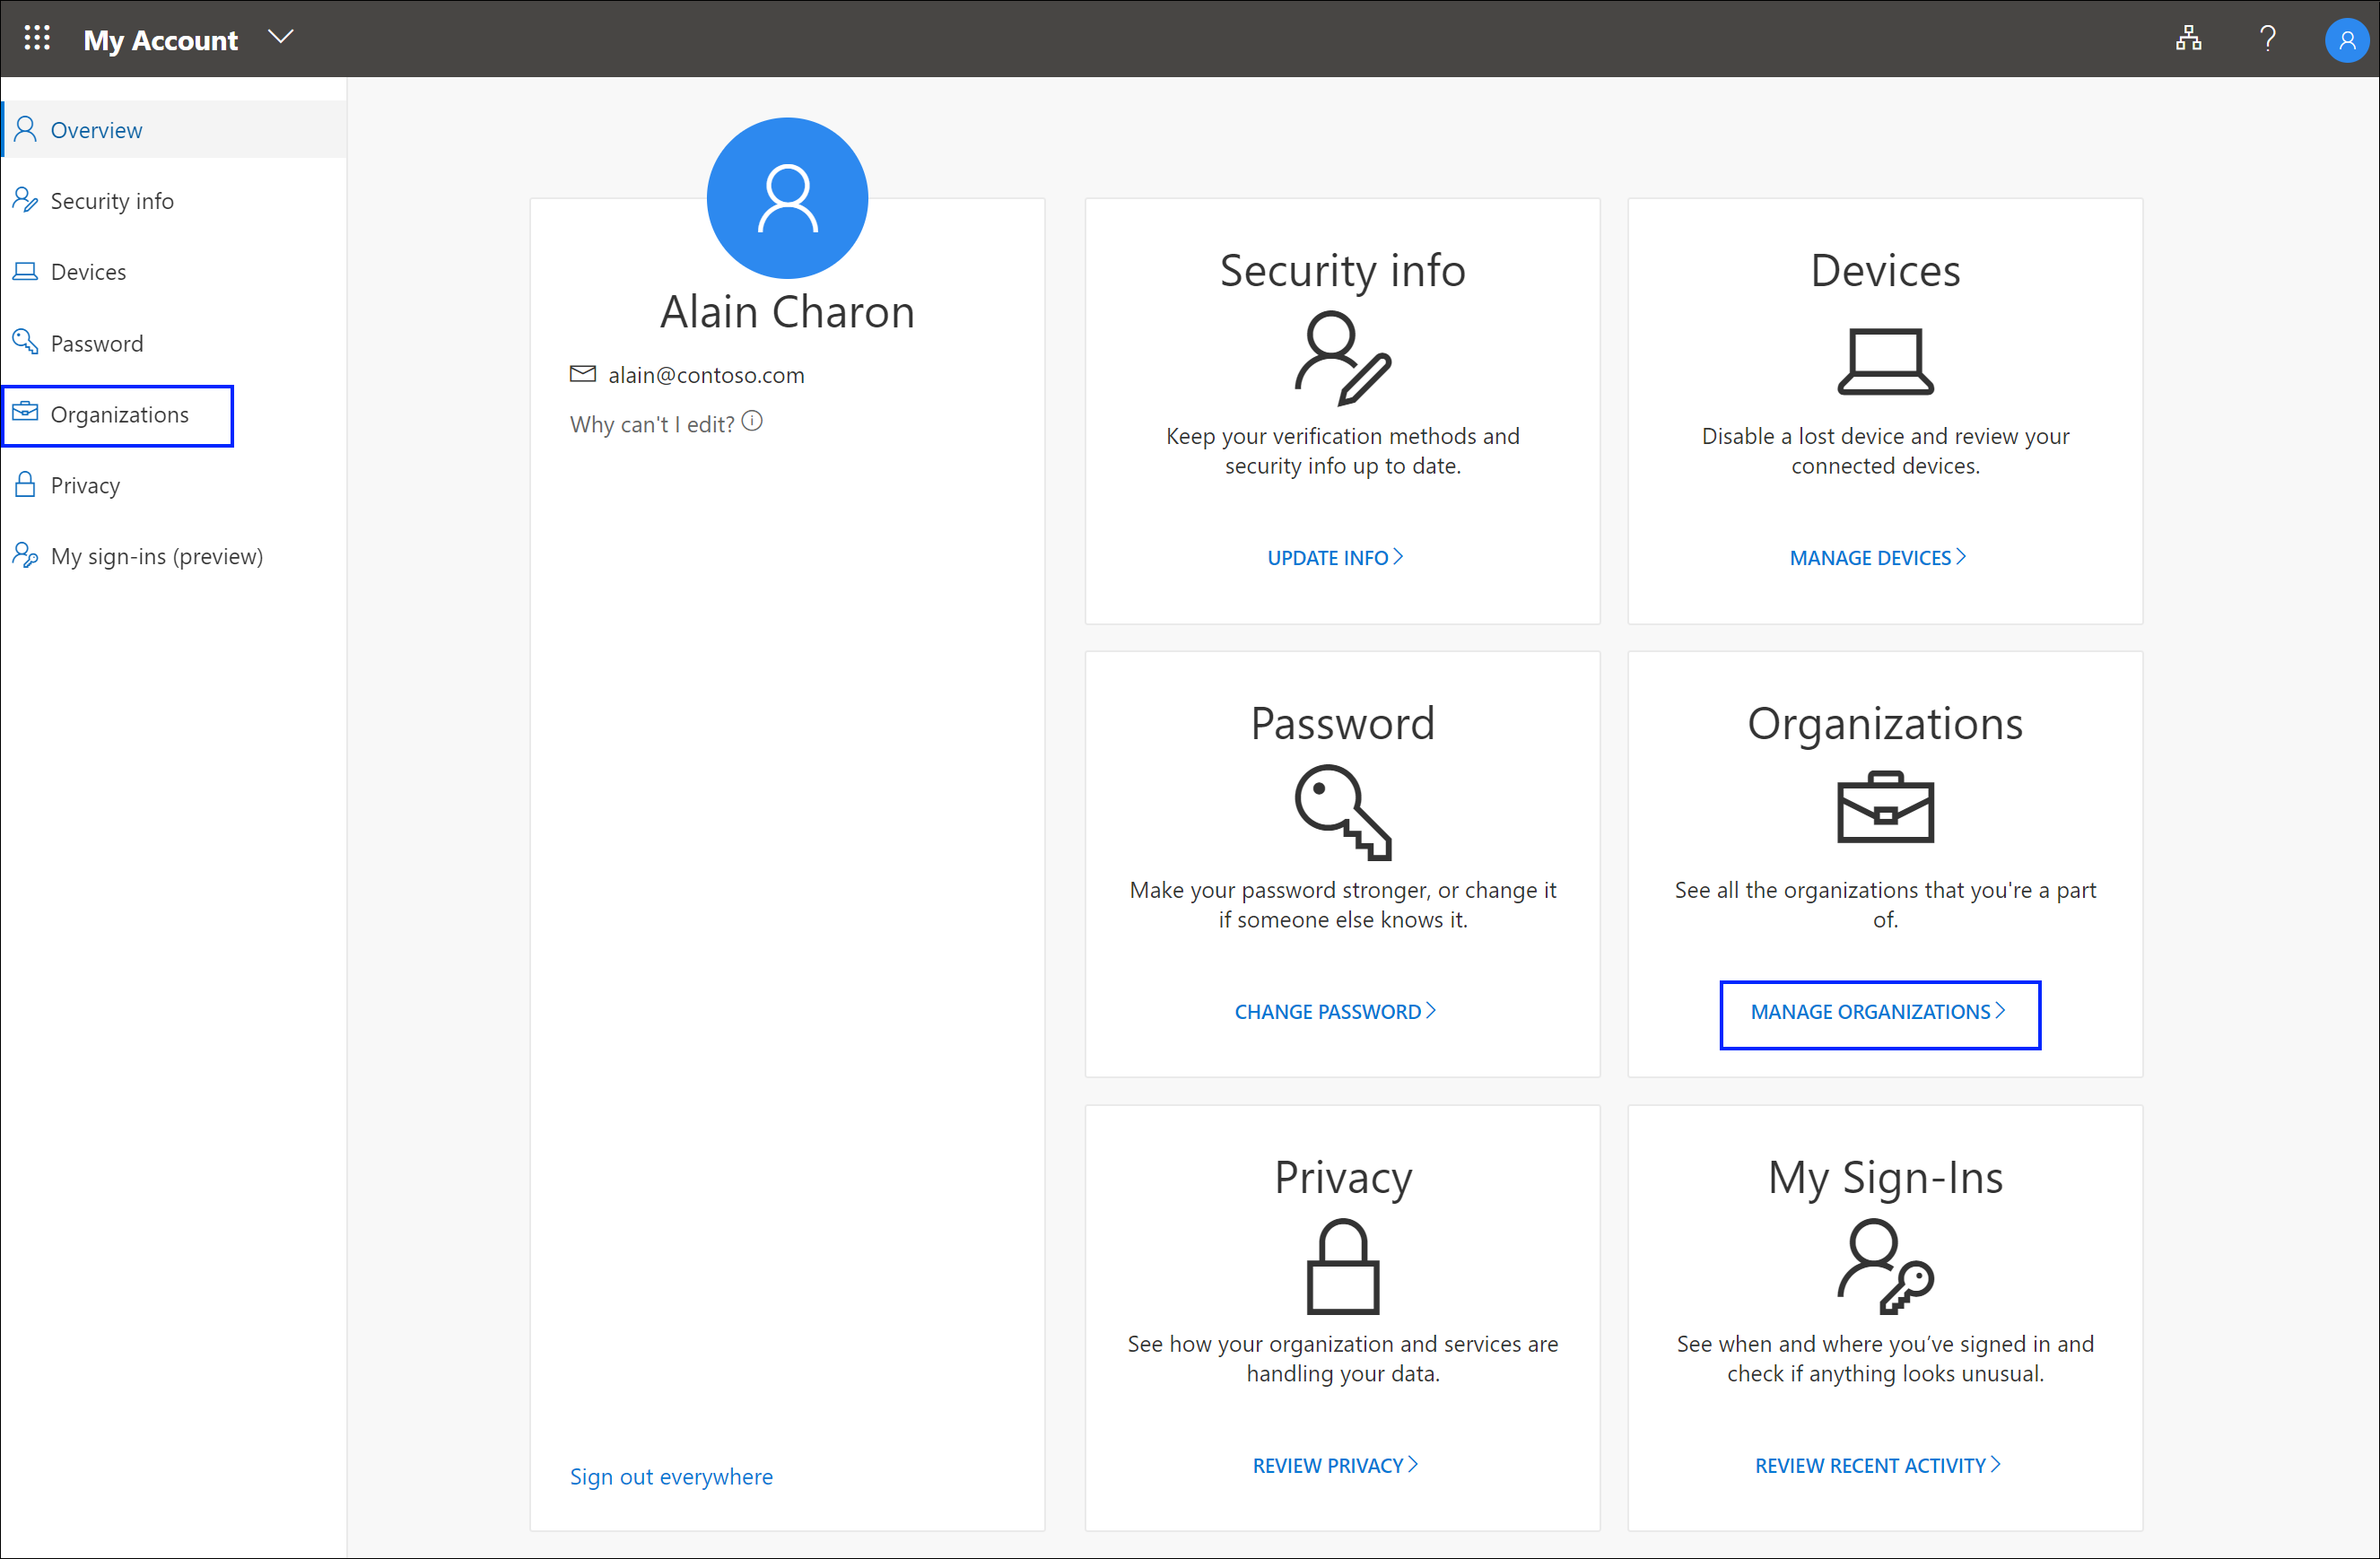 My Account
Overview
Security info
Devices
Password
Organizations
Privacy
My sign-ins (preview)
Alain Charon
alain@contoso.com
Why can't I edit?
Sign out everywhere
Security info
Keep your verification methods and
security info up to date.
UPDATE INFO
Devices
Disable a lost device and review your
connected devices.
MANAGE DEVICES
Password
Make your password stronger, or change it
if someone else knows it.
CHANGE PASSWORD
Organizations
See all the organizations that you're a part
of.
MANAGE ORGANIZATIONS
Privacy
See how your organization and services are
handling your data.
REVIEW PRIVACY
My Sign-Ins
See when and where you’ve signed in and
check if anything looks unusual.
REVIEW RECENT ACTIVITY